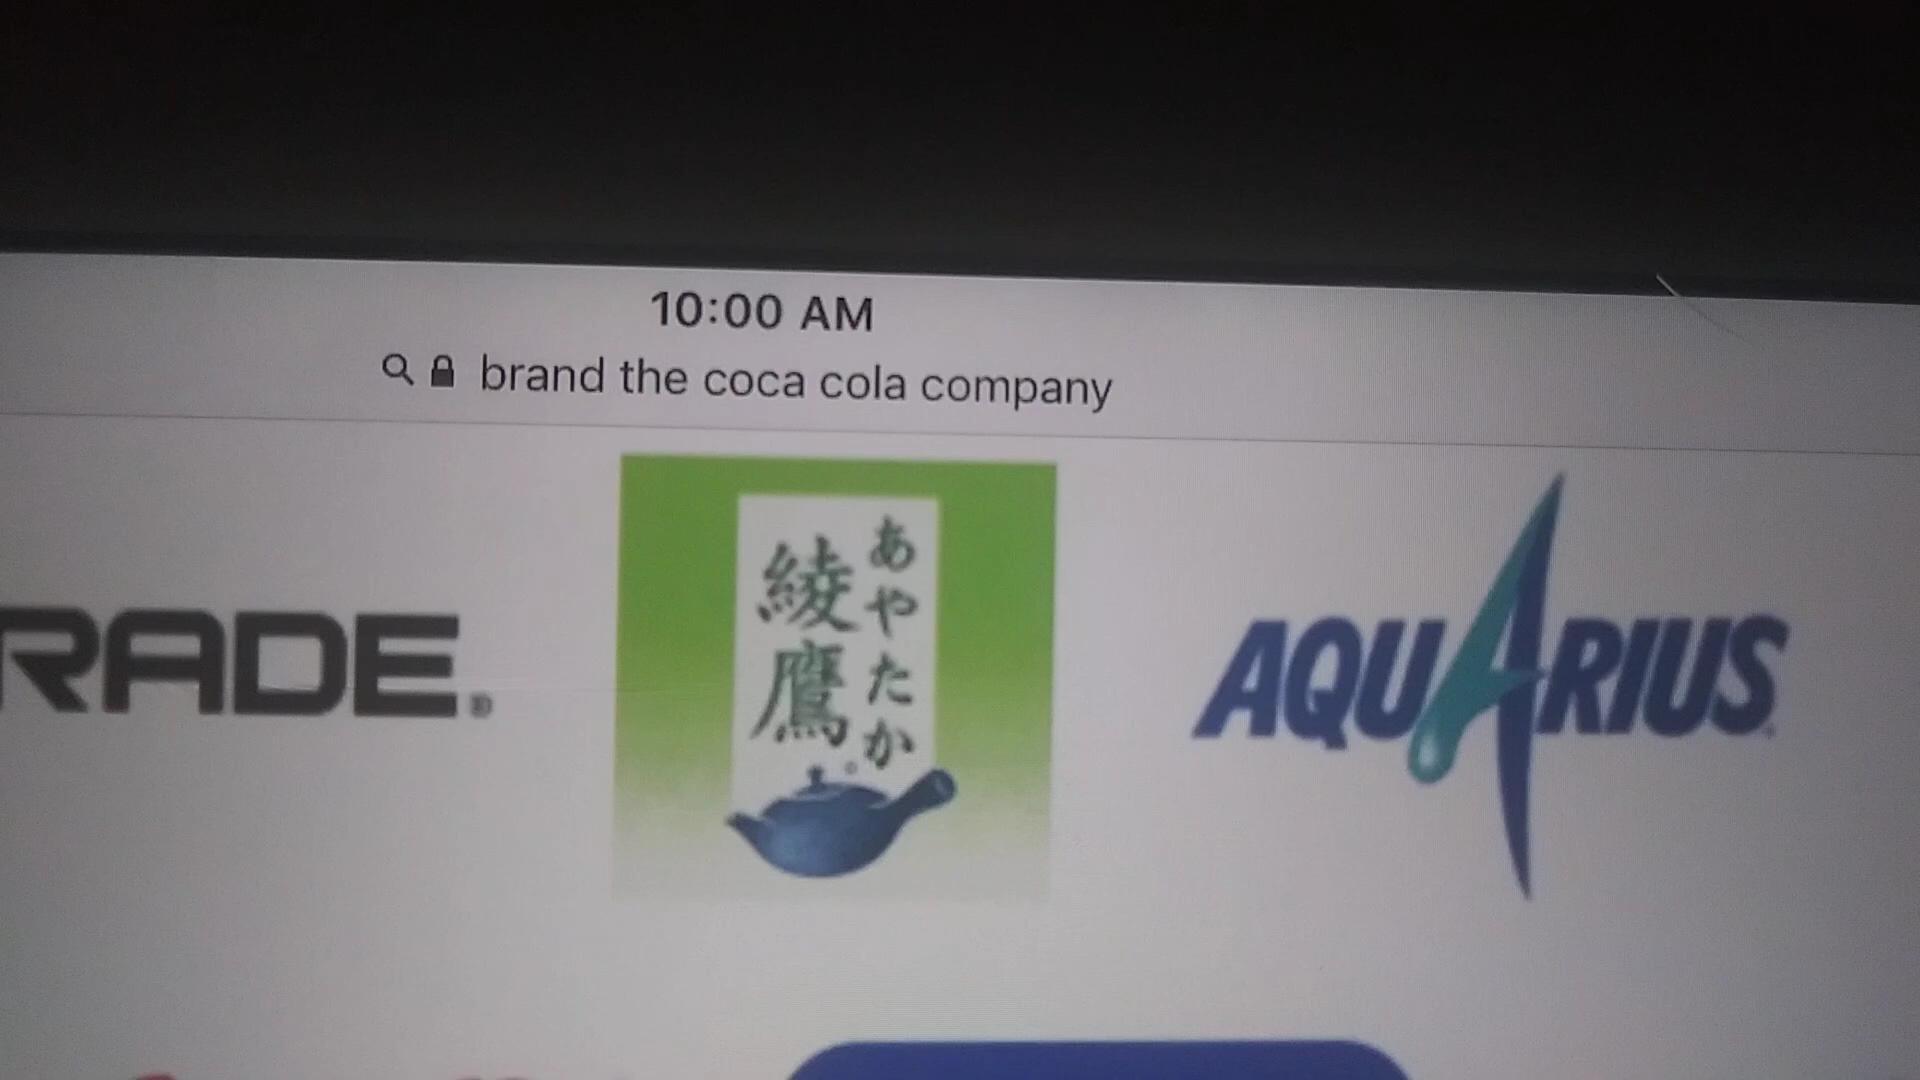 10:00 AM
brand the coca cola company
RADE®
綾鷹
あやたか
AQUARIUS